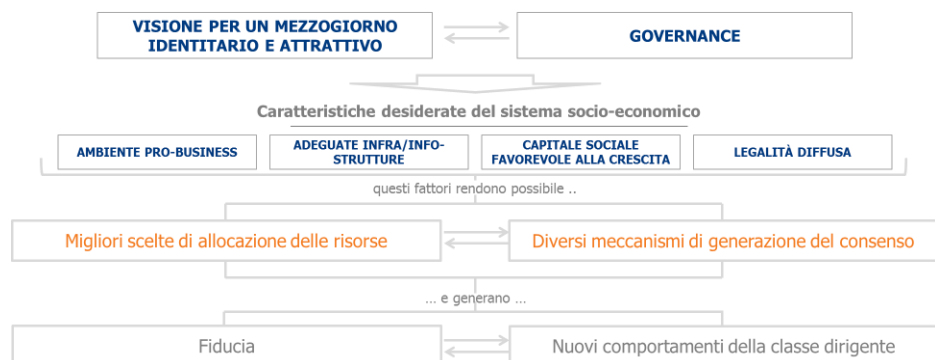 VISIONE PER UN MEZZOGIORNO
IDENTITARIO E ATTRATTIVO
GOVERNANCE
Caratteristiche desiderate del sistema socio-economico
AMBIENTE PRO-BUSINESS
ADEGUATE INFRA/INFO-
STRUTTURE
CAPITALE SOCIALE
FAVOREVOLE ALLA CRESCITA
LEGALITÀ DIFFUSA
questi fattori rendono possibile ..
Migliori scelte di allocazione delle risorse
Diversi meccanismi di generazione del consenso
... e generano ...
Fiducia
Nuovi comportamenti della classe dirigente